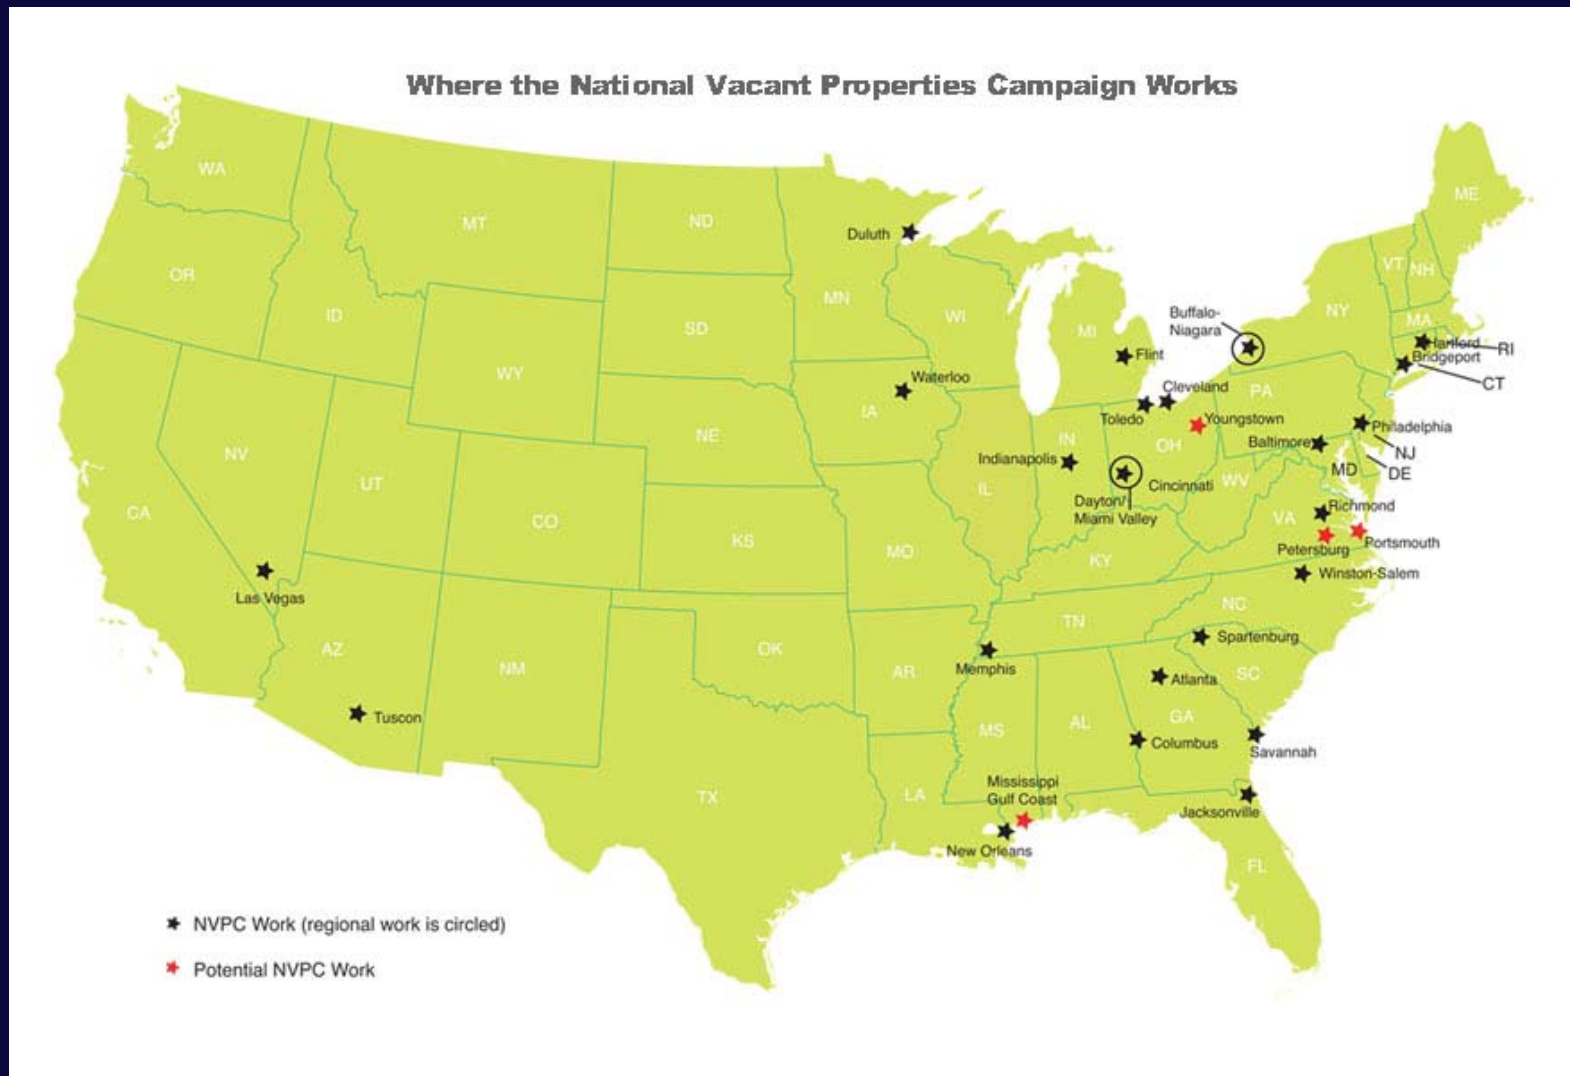 Where the National Vacant Properties Campaign Works
WA
MT
ND
ME
OR
Duluth
VT
NH
ID
MN
SD
WI
MI
NY
Buffalo-
Niagara
MA
Hartford
RI
WY
Flint
Bridgeport
CT
Waterloo
Cleveland
IA
PA
NE
Toledo
Youngstown
Philadelphia
NV
IN
OH
Baltimore
NJ
UT
Indianapolis
MD
DE
IL
Cincinnati
WV
CA
CO
Dayton/
Miami Valley
Richmond
VA
KS
MO
Petersburg
Portsmouth
KY
Winston-Salem
Las Vegas
NC
TN
AZ
OK
Spartenburg
NM
AR
Memphis
SC
Atlanta
Tuscon
MS
AL
GA
Columbus
Savannah
Mississippi
Gulf Coast
TX
LA
Jacksonville
New Orleans
FL
NVPC Work (regional work is circled)
Potential NVPC Work